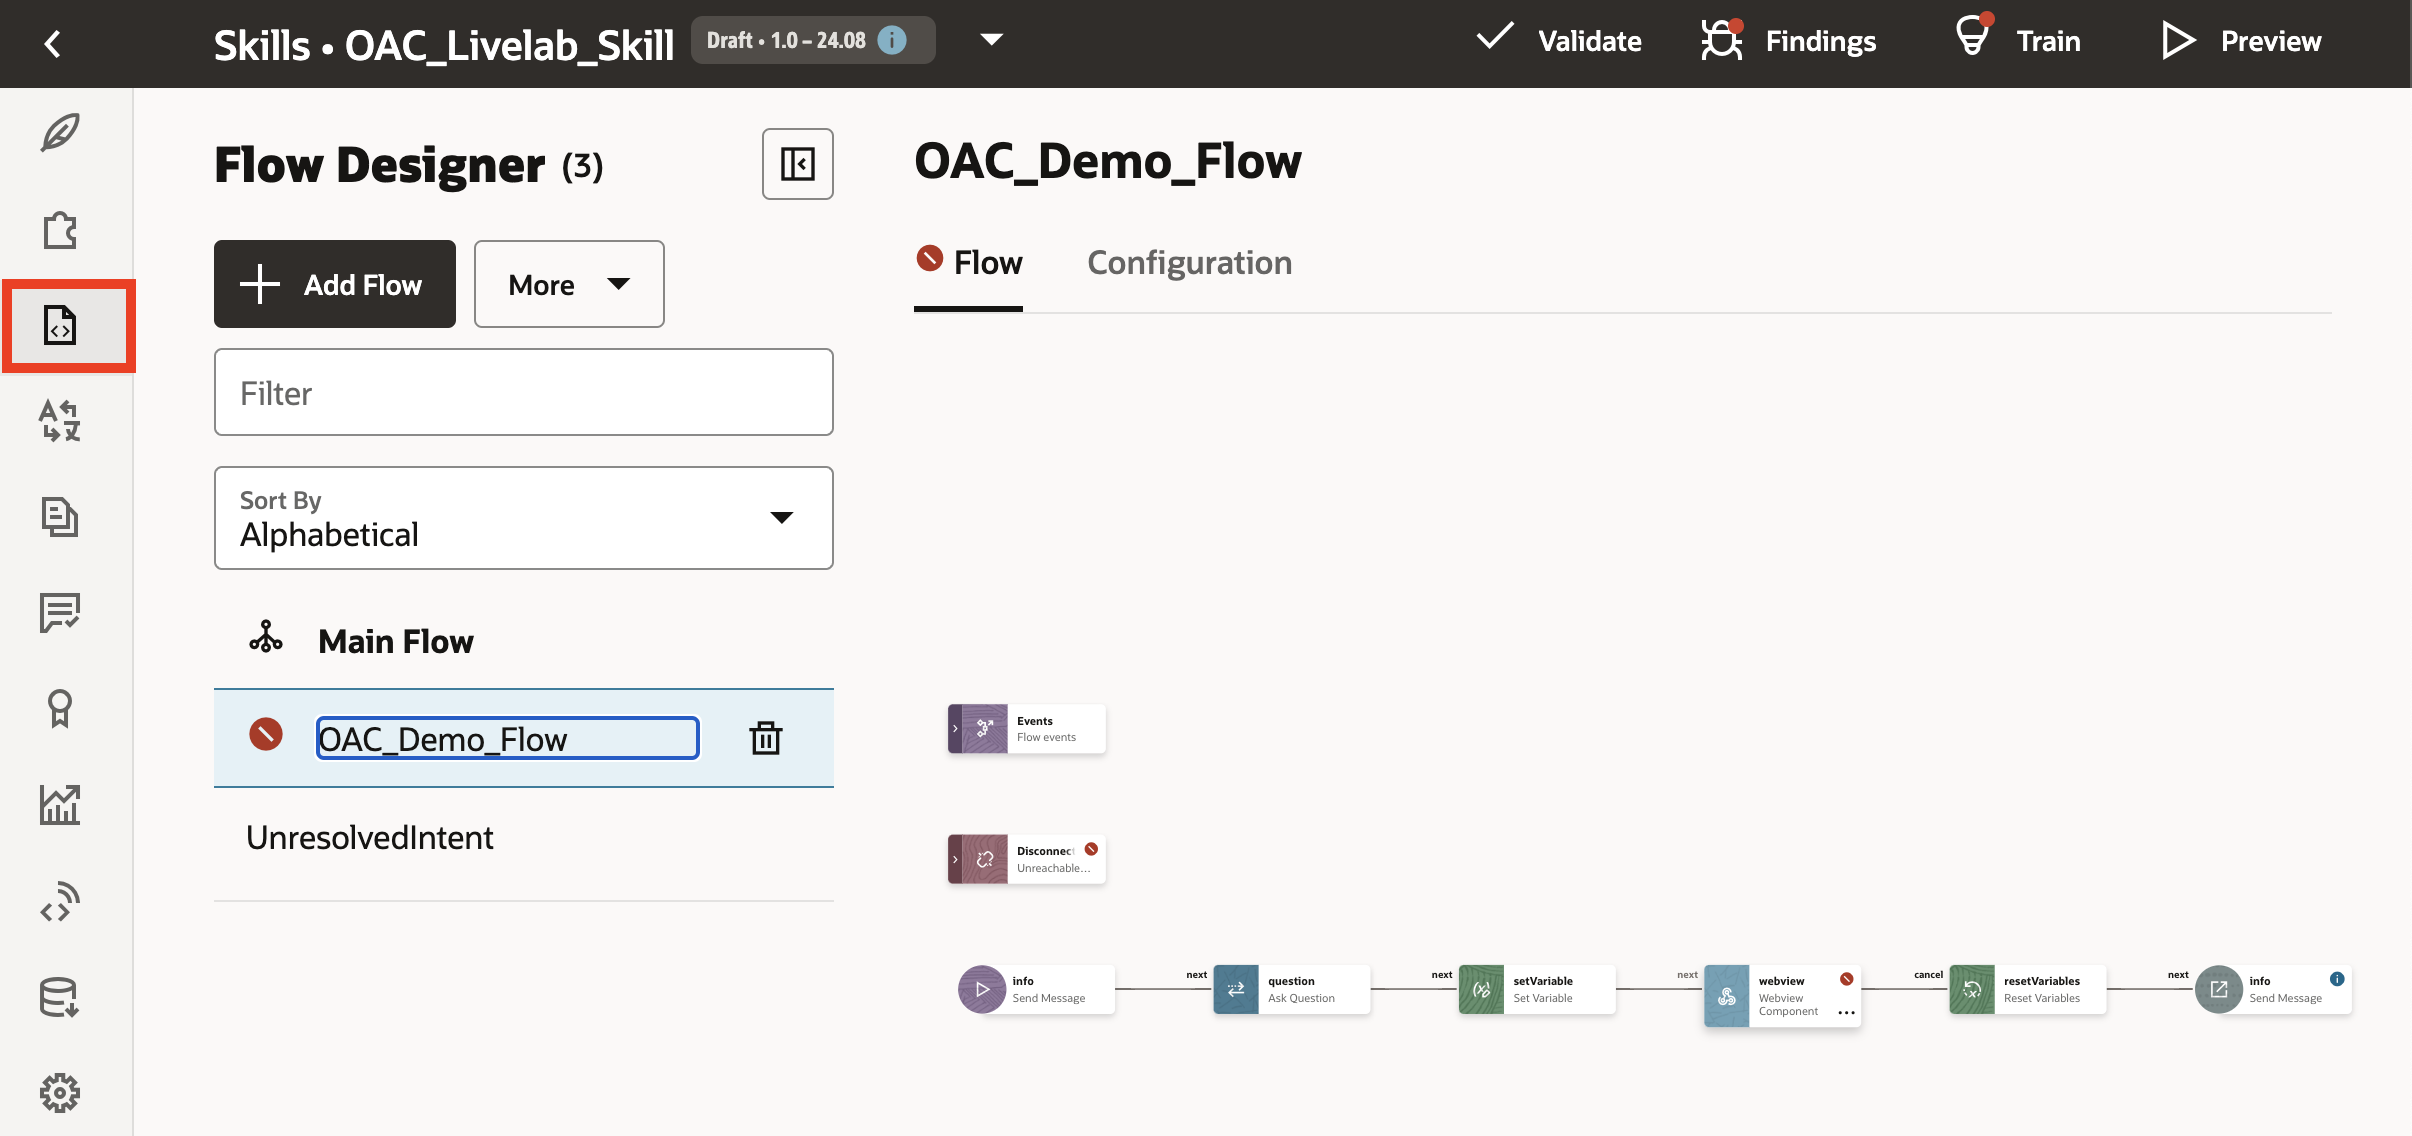 Skills • OAC_Livelab_Skill
Draft • 1.0 – 24.08
Validate
Findings
Train
Preview
Flow Designer (3)
Add Flow
More
Filter
Sort By
Alphabetical
Main Flow
OAC_Demo_Flow
UnresolvedIntent
OAC_Demo_Flow
Flow
Configuration
Events
Flow events
Disconnect
Unreachable...
info
Send Message
next
question
Ask Question
next
setVariable
Set Variable
next
webview
Webview
Component
cancel
resetVariables
Reset Variables
next
info
Send Message